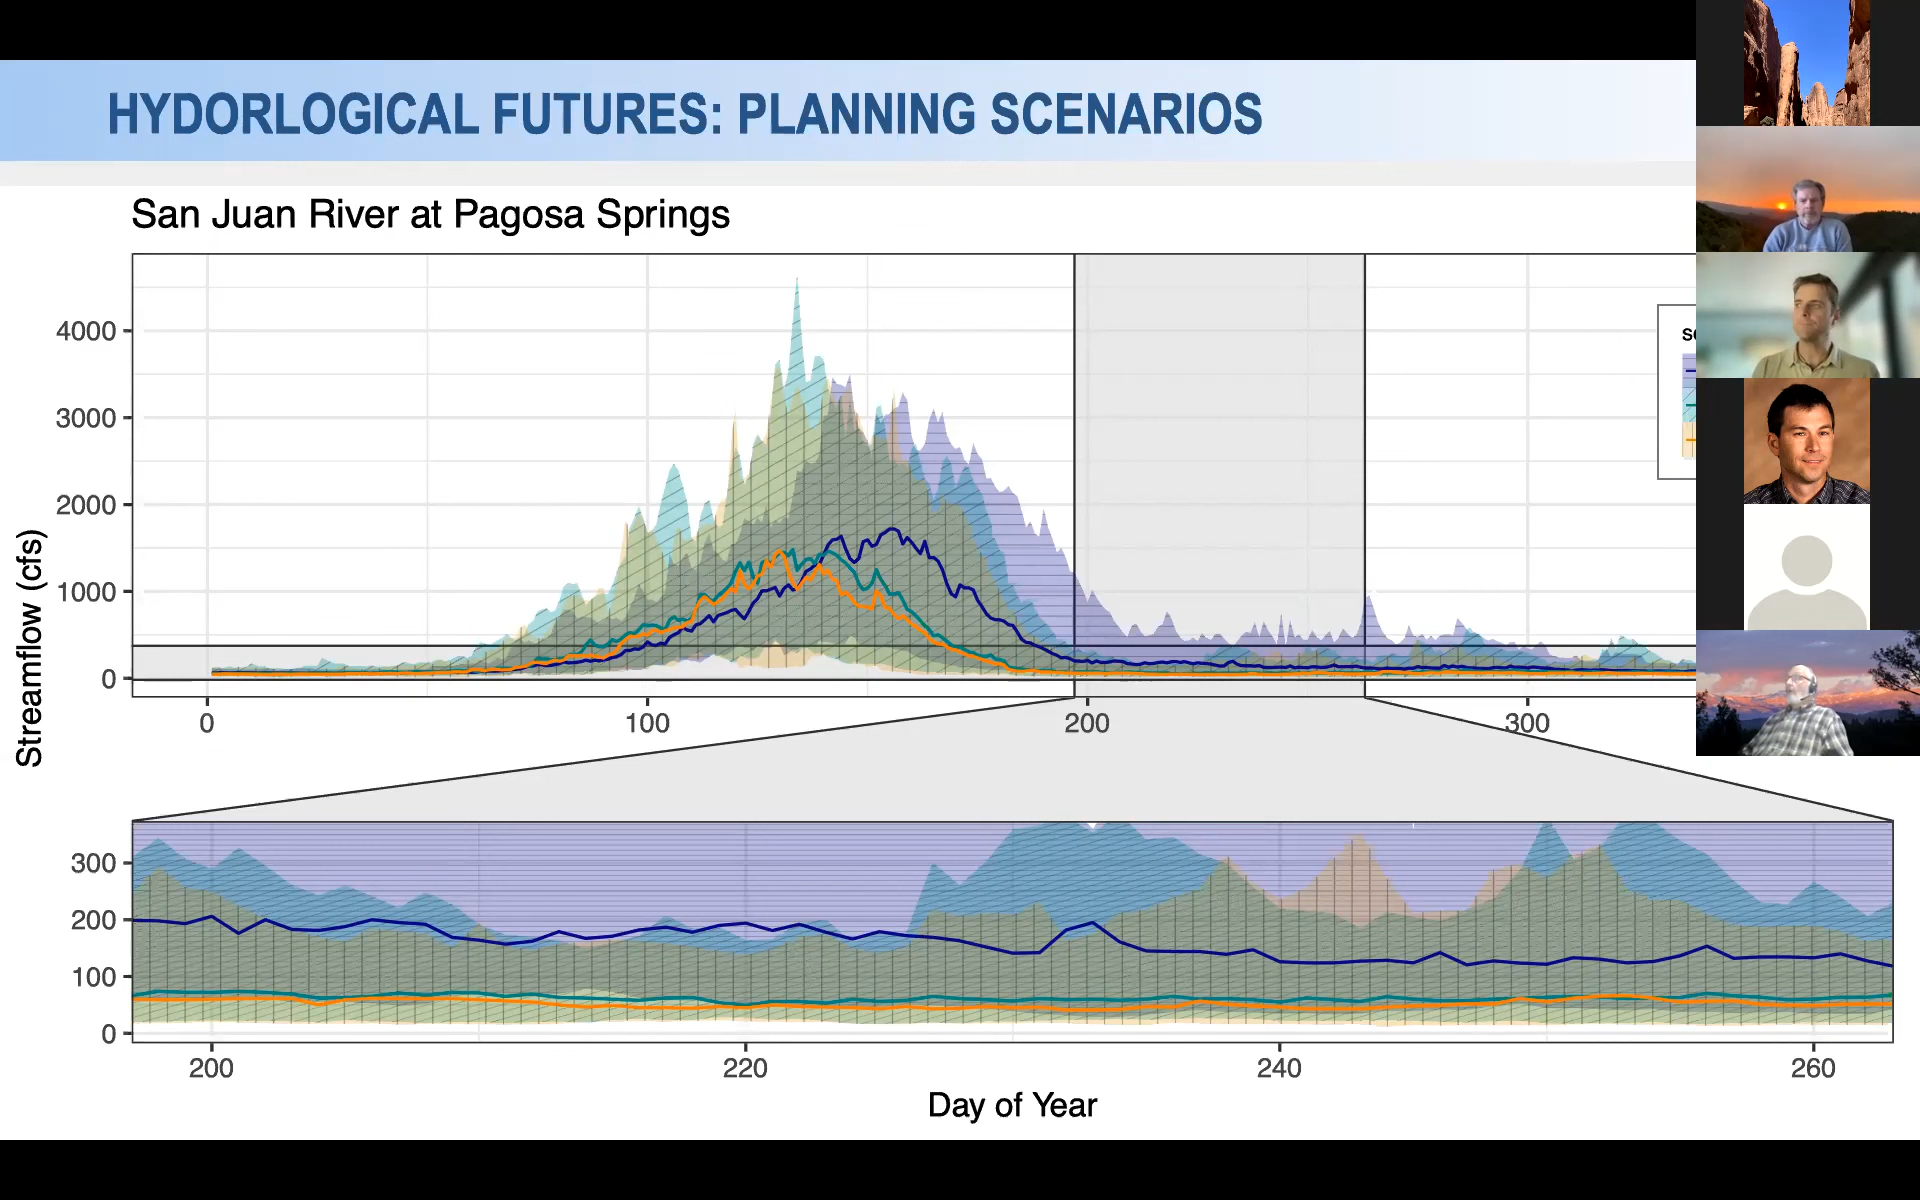 HYDORLOGICAL FUTURES: PLANNING SCENARIOS
San Juan River at Pagosa Springs
4000
3000
2000
1000
0
Streamflow (cfs)
0 100 200 300
300
200
100
0
200 220 240 260
Day of Year